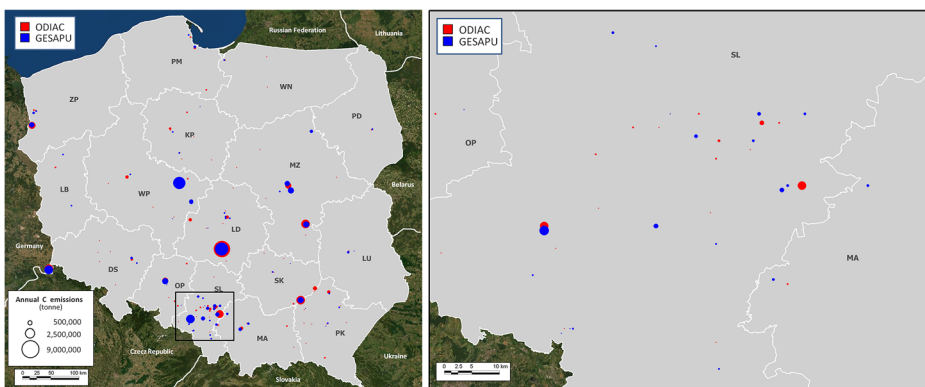 ODIAC
GESAPU
Russian Federation
Lithuania
PM
WN
ZP
PD
KP
MZ
LB
WP
Belarus
LD
Germany
LU
DS
OP
SL
SK
MA
PK
Annual C emissions
(tonne)
500,000
2,500,000
9,000,000
Czecz Republic
Ukraine
Slovakia
0 25 50 100 km
ODIAC
GESAPU
SL
OP
MA
0 2.5 5 10 km